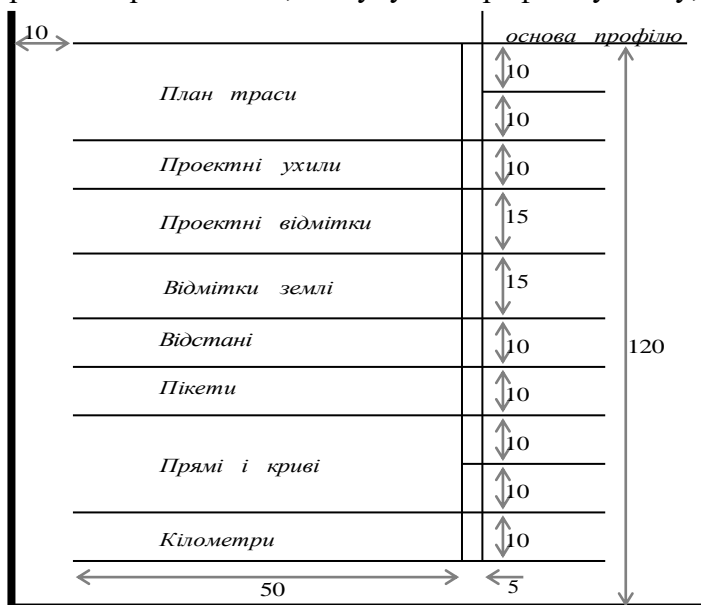 10
основа профілю
10
План траси
10
Проектні ухили
10
Проектні відмітки
15
Відмітки землі
15
Відстані
10
120
Пікети
10
10
Прямі і криві
10
Кілометри
10
50
5